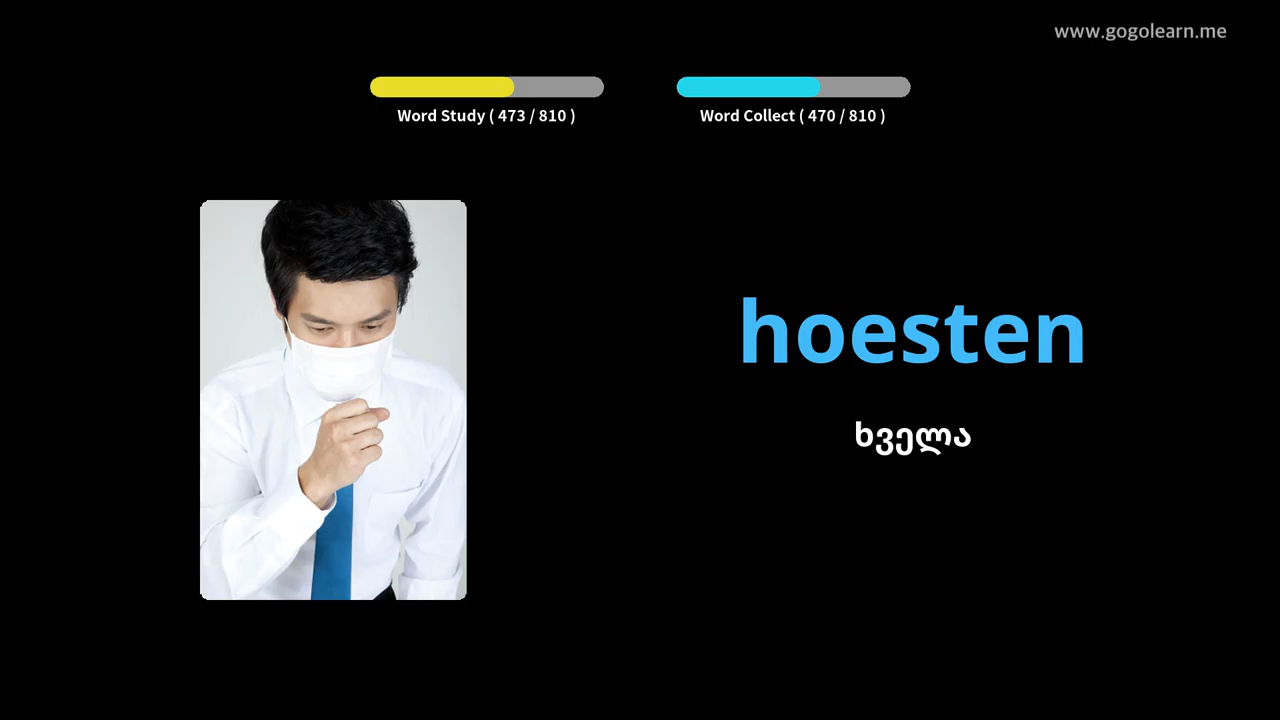 www.gogolearn.me
Word Study ( 473 / 810 )
Word Collect ( 470 / 810 )
hoesten
ხველა